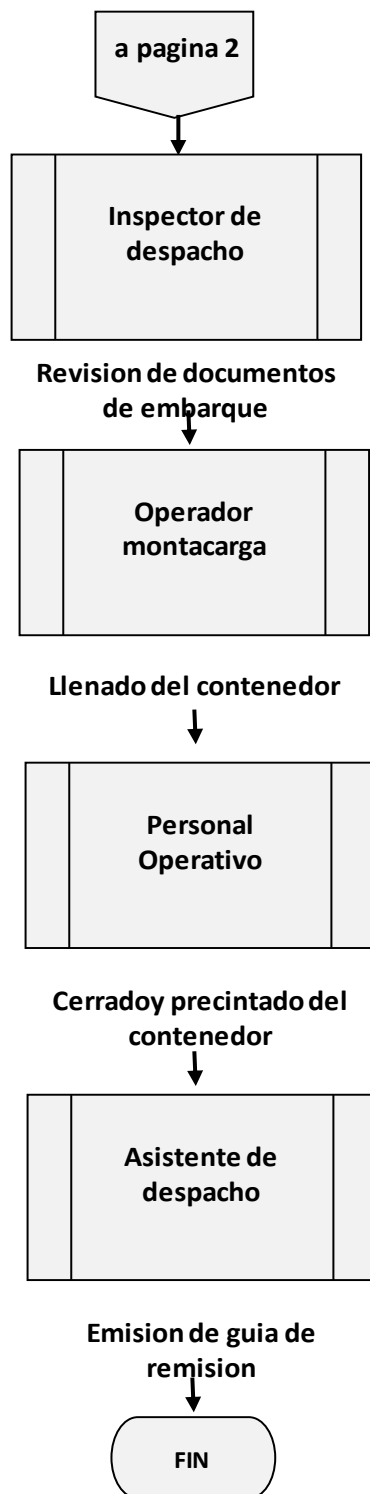 a pagina 2
Inspector de
despacho
Revision de documentos
de embarque
Operador
montacarga
Llenado del contenedor
Personal
Operativo
Cerradoy precintado del
contenedor
Asistente de
despacho
Emision de guia de
remision
FIN